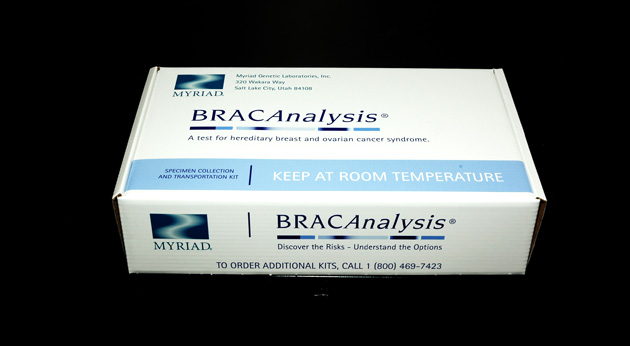 MYRIAD.
Myriad Genetic Laboratories, Inc.
320 Wakara Way
Salt Lake City, Utah 84108
BRACAnalysis®
A test for hereditary breast and ovarian cancer syndrome.
SPECIMEN COLLECTION
AND TRANSPORTATION KIT
KEEP AT ROOM TEMPERATURE
MYRIAD.
BRACAnalysis®
Discover the Risks – Understand the Options
TO ORDER ADDITIONAL KITS, CALL 1 (800) 469-7423